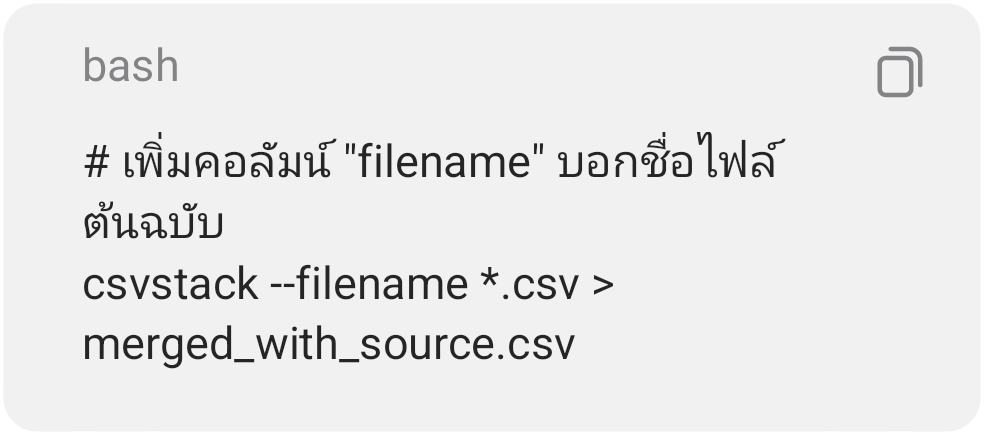 bash
# เพิ่มคอลัมน์ "filename" บอกชื่อไฟล์
ต้นฉบับ
csvstack --filename *.csv >
merged_with_source.csv